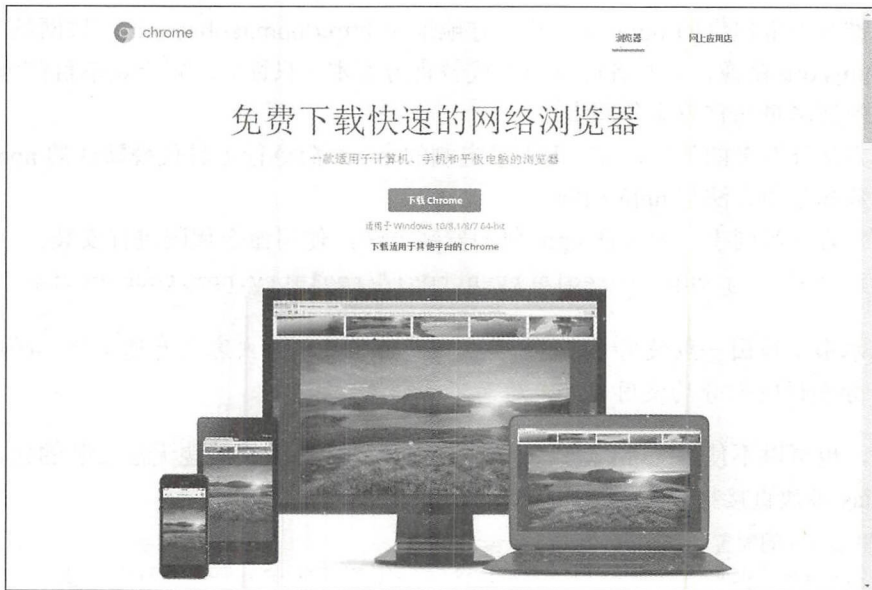 chrome
浏览器
网上应用店
免费下载快速的网络浏览器
一款适用于计算机、手机和平板电脑的浏览器
下载 Chrome
适用于 Windows 10/8.1/8/7 64-bit
下载适用于其他平台的 Chrome